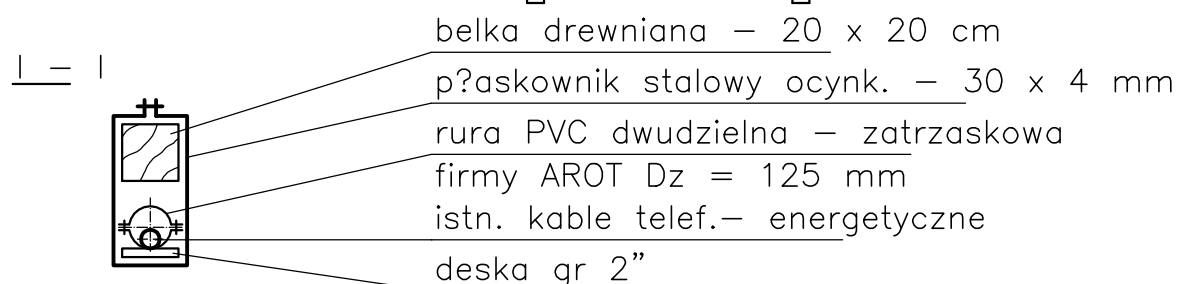 belka drewniana – 20 x 20 cm
I – I
p?askownik stalowy ocynk. – 30 x 4 mm
rura PVC dwudzielna – zatrzaskowa
firmy AROT Dz = 125 mm
istn. kable telef.– energetyczne
deska gr 2”